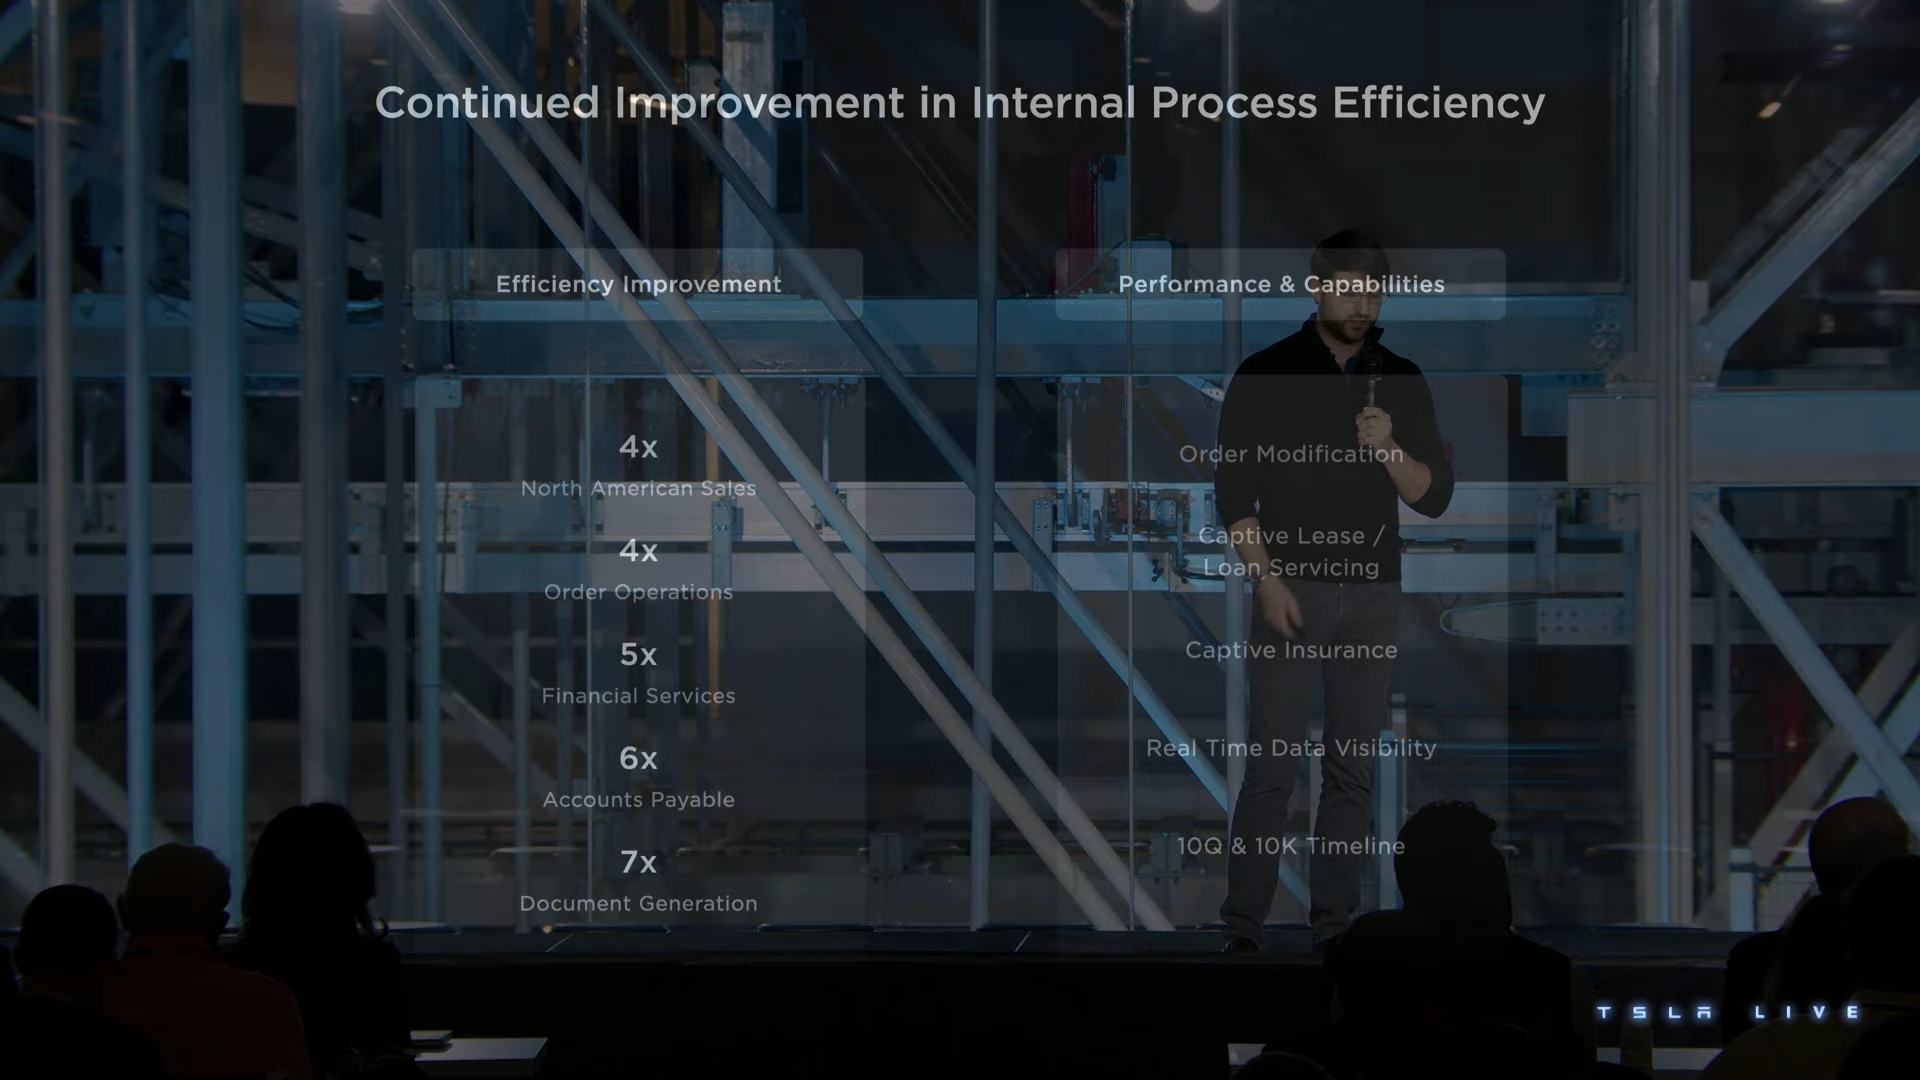 Continued Improvement in Internal Process Efficiency
Efficiency Improvement
4x
North American Sales
4x
Order Operations
5x
Financial Services
6x
Accounts Payable
7x
Document Generation
Performance & Capabilities
Order Modification
Captive Lease /
Loan Servicing
Captive Insurance
Real Time Data Visibility
10Q & 10K Timeline
TSLA LIVE